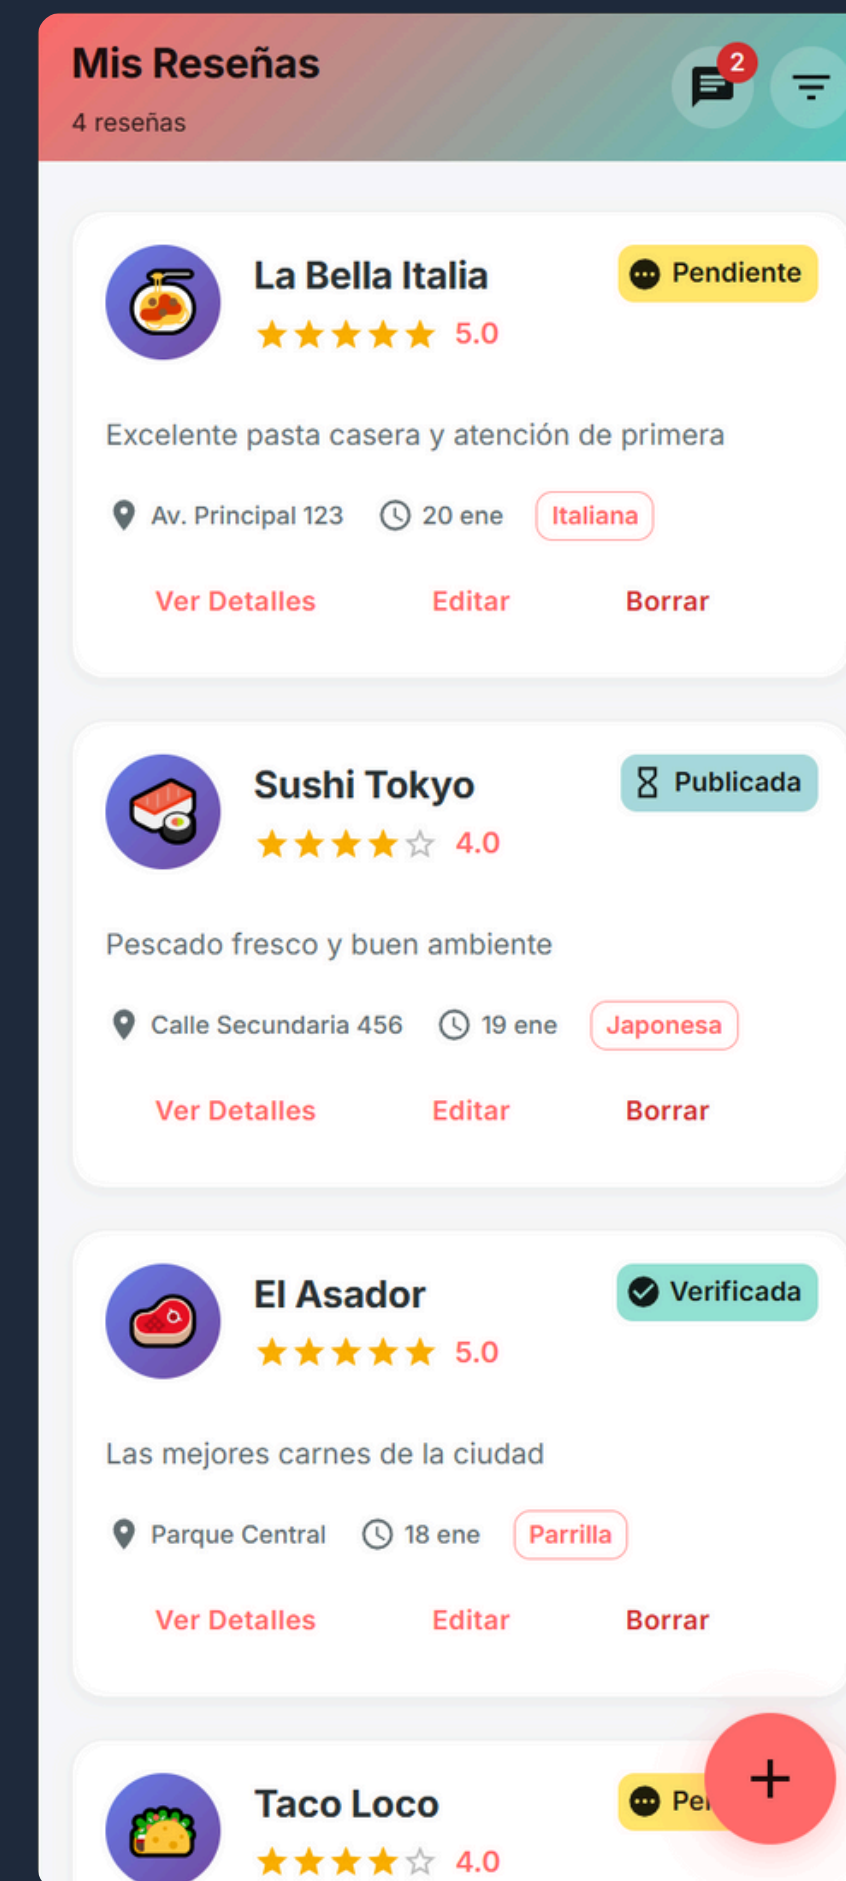 Mis Reseñas
2
4 reseñas
La Bella Italia
Pendiente
5.0
Excelente pasta casera y atención de primera
Av. Principal 123 20 ene Italiana
Ver Detalles Editar Borrar
Sushi Tokyo
Publicada
4.0
Pescado fresco y buen ambiente
Calle Secundaria 456 19 ene Japonesa
Ver Detalles Editar Borrar
El Asador
Verificada
5.0
Las mejores carnes de la ciudad
Parque Central 18 ene Parrilla
Ver Detalles Editar Borrar
Taco Loco
4.0